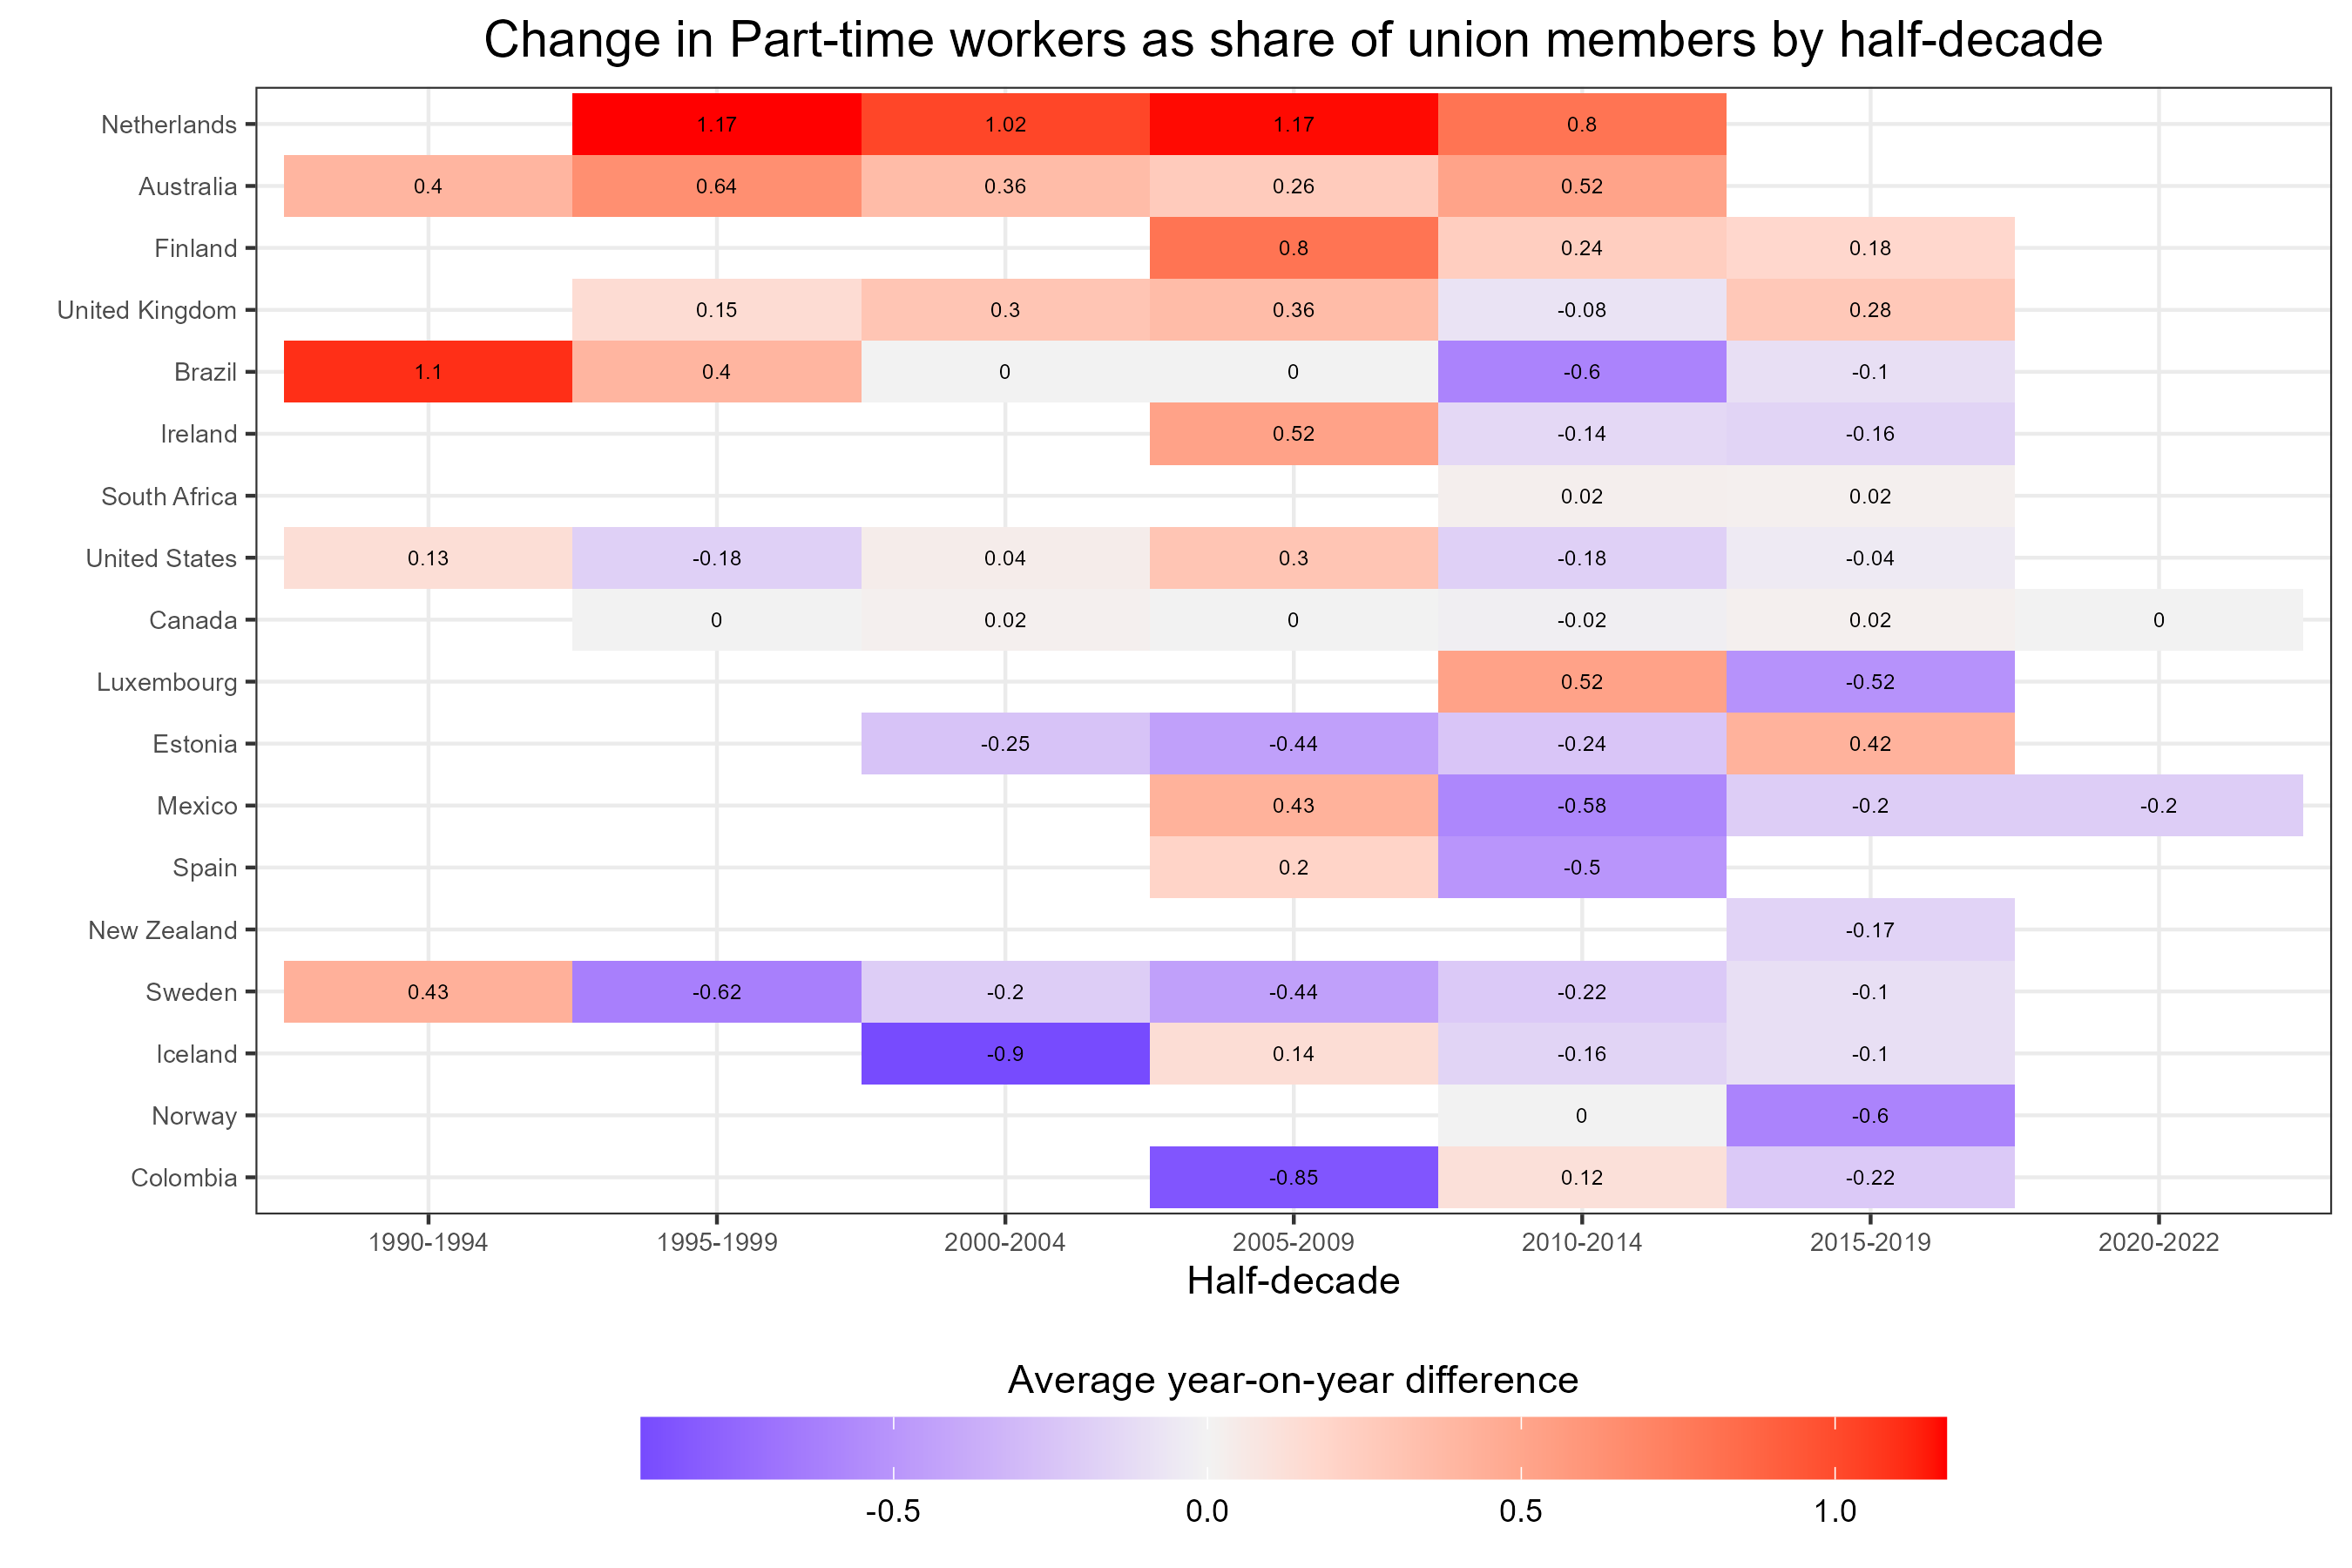 Change in Part-time workers as share of union members by half-decade
Netherlands 1.17 1.02 1.17 0.8
Australia 0.4 0.64 0.36 0.26 0.52
Finland 0.8 0.24 0.18
United Kingdom 0.15 0.3 0.36 -0.08 0.28
Brazil 1.1 0.4 0 0 -0.6 -0.1
Ireland 0.52 -0.14 -0.16
South Africa 0.02 0.02
United States 0.13 -0.18 0.04 0.3 -0.18 -0.04
Canada 0 0.02 0 -0.02 0.02 0
Luxembourg 0.52 -0.52
Estonia -0.25 -0.44 -0.24 0.42
Mexico 0.43 -0.58 -0.2 -0.2
Spain 0.2 -0.5
New Zealand -0.17
Sweden 0.43 -0.62 -0.2 -0.44 -0.22 -0.1
Iceland -0.9 0.14 -0.16 -0.1
Norway 0 -0.6
Colombia -0.85 0.12 -0.22
1990-1994 1995-1999 2000-2004 2005-2009 2010-2014 2015-2019 2020-2022
Half-decade
Average year-on-year difference
-0.5 0.0 0.5 1.0